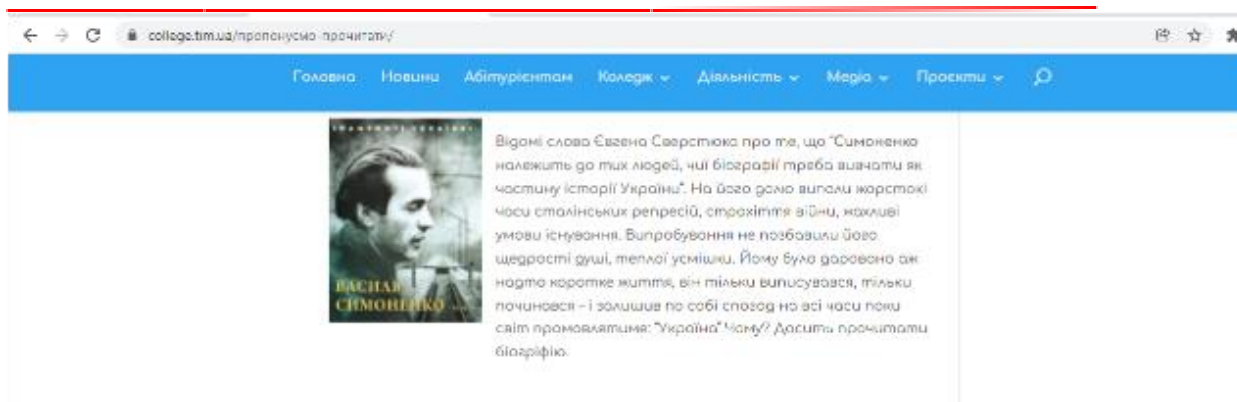 college.tim.ua/пропонуємо-прочитати/
Головна Новини Абітурієнтам Коледж Діяльність Медіа Проєкти
Відомі слова Євгена Сверстюка про те, що "Симоненко
належить до тих людей, чиї біографії треба вивчати як
частину історії України". На його долю випали жорстокі
часи сталінських репресій, страхіття війни, жахливі
умови існування. Випробування не позбавили його
щедрості душі, теплої усмішки. Йому було даровано аж
надто коротке життя, він тільки виписувався, тільки
починався – і залишив по собі спогад на всі часи поки
світ промовлятиме: "Україна" Чому? Досить прочитати
біогріфію.
ВАСИЛЬ
СИМОНЕНКО